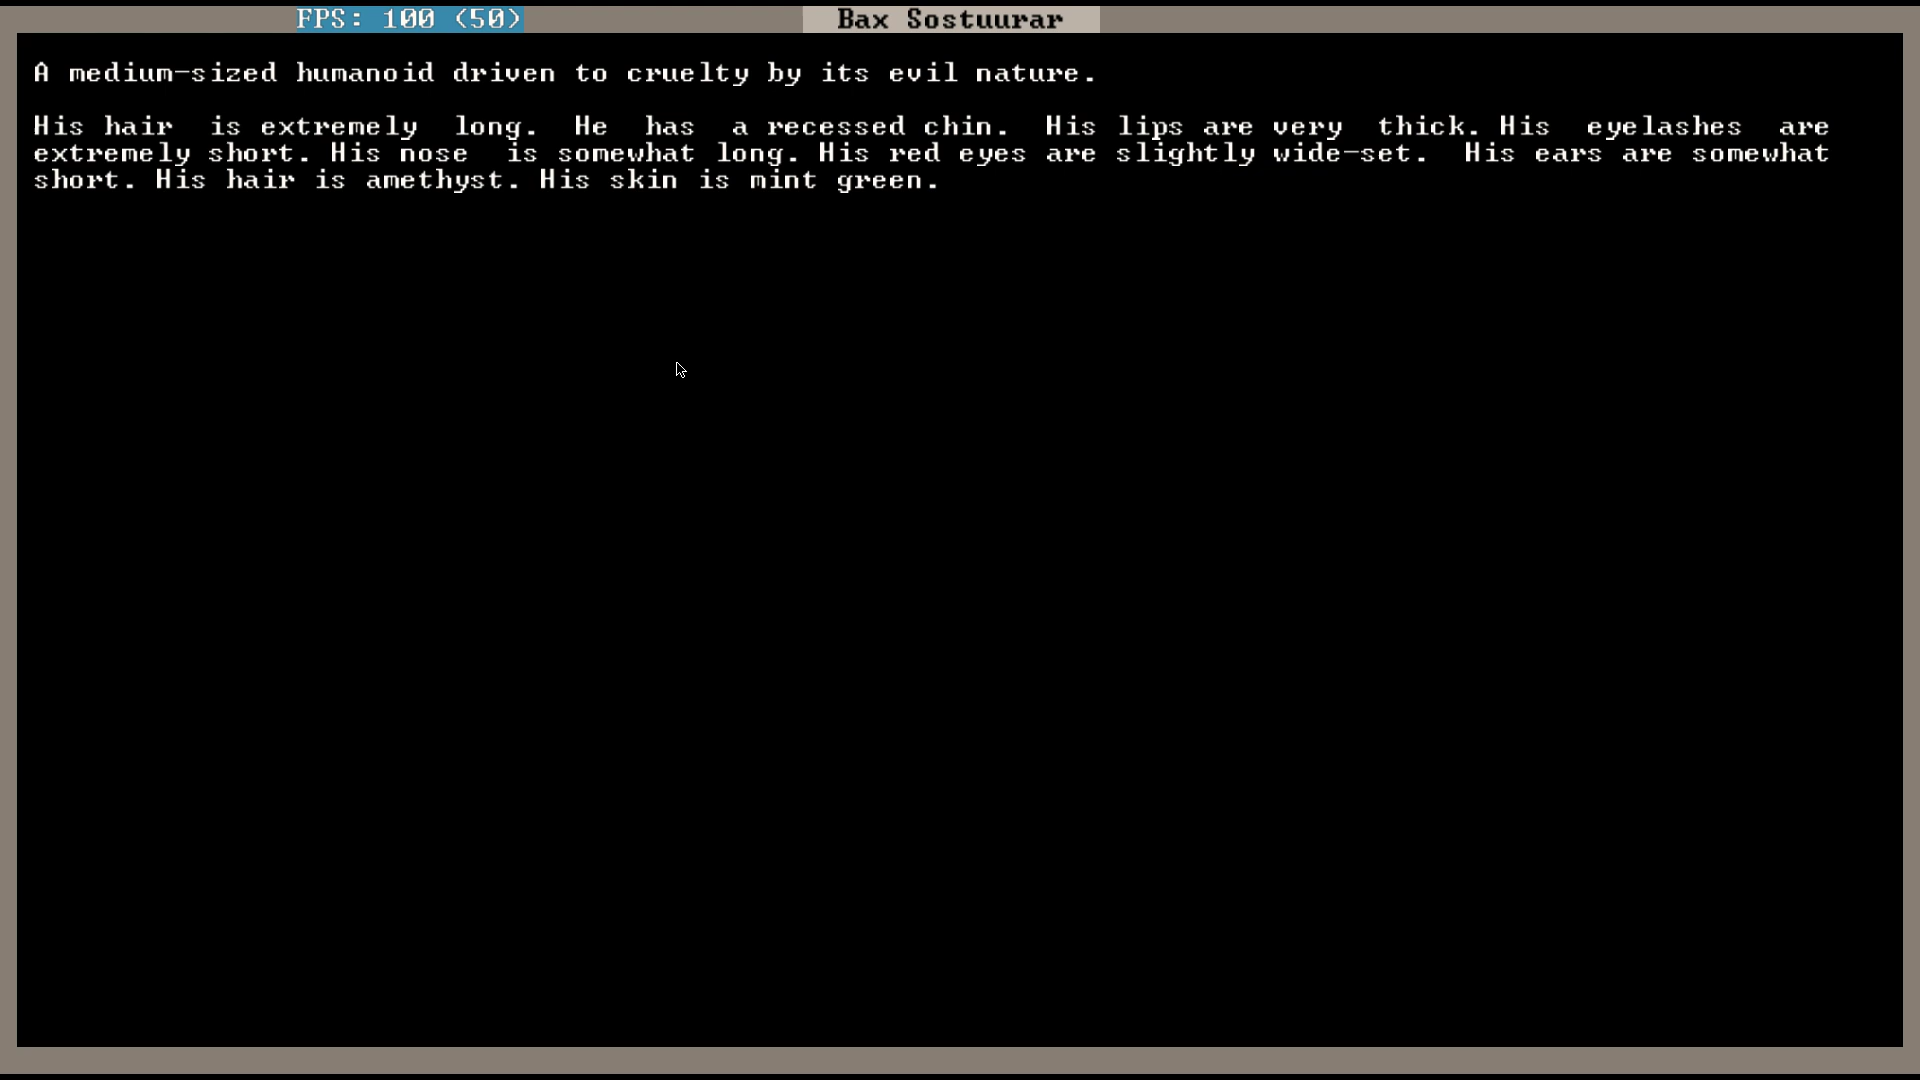 FPS: 100 (50) Bax Sostuurar
A medium-sized humanoid driven to cruelty by its evil nature.
His hair is extremely long. He has a recessed chin. His lips are very thick. His eyelashes are
extremely short. His nose is somewhat long. His red eyes are slightly wide-set. His ears are somewhat
short. His hair is amethyst. His skin is mint green.